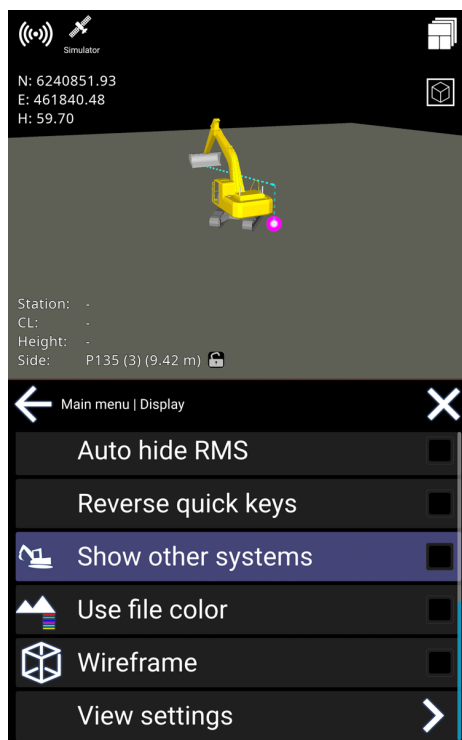 Simulator
N: 6240851.93
E: 461840.48
H: 59.70
Station: -
CL: -
Height: -
Side: P135 (3) (9.42 m)
Main menu | Display
Auto hide RMS
Reverse quick keys
Show other systems
Use file color
Wireframe
View settings